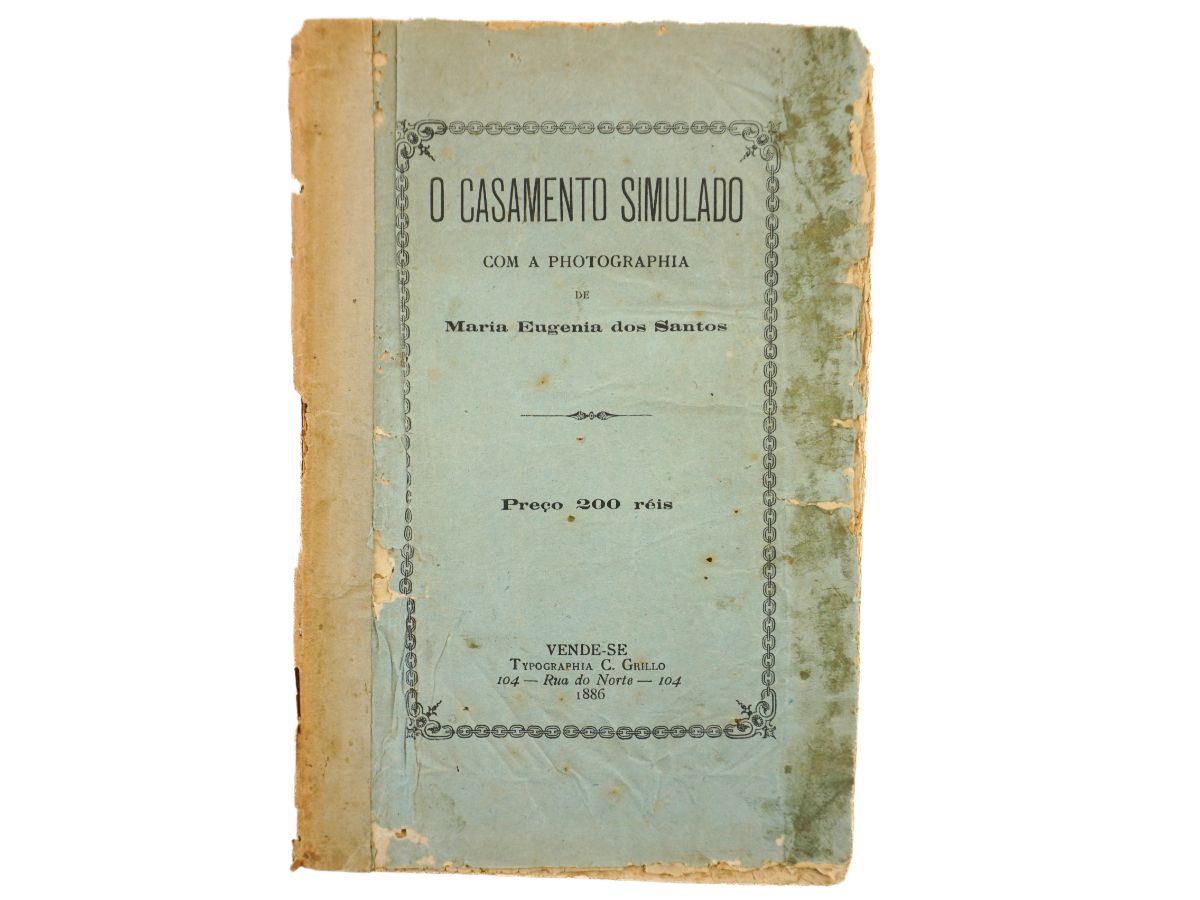 O CASAMENTO SIMULADO
COM A PHOTOGRAPHIA
DE
Maria Eugenia dos Santos
Preço 200 réis
VENDE-SE
Typographia C. Grillo
104 — Rua do Norte — 104
1886